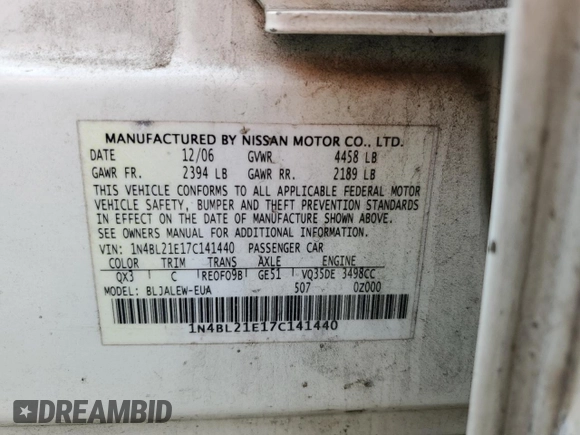 MANUFACTURED BY NISSAN MOTOR CO., LTD.
DATE 12/06 GVWR 4458 LB
GAWR FR. 2394 LB GAWR RR. 2189 LB
THIS VEHICLE CONFORMS TO ALL APPLICABLE FEDERAL MOTOR
VEHICLE SAFETY, BUMPER AND THEFT PREVENTION STANDARDS
IN EFFECT ON THE DATE OF MANUFACTURE SHOWN ABOVE.
SEE OWNERS MANUAL FOR ADDITIONAL INFORMATION.
VIN: 1N4BL21E17C141440 PASSENGER CAR
COLOR TRIM TRANS AXLE ENGINE
QX3 C RE0F09B GE51 VQ35DE 3498CC
MODEL: BLJALEW-EUA 507 0Z000
1N4BL21E17C141440
DREAMBID